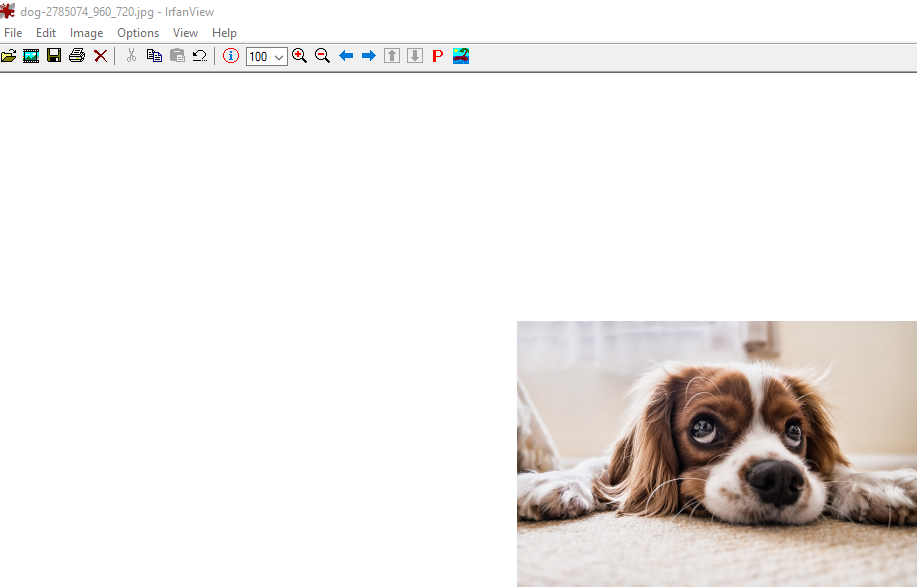 dog-2785074_960_720.jpg - IrfanView
File Edit Image Options View Help
100 P